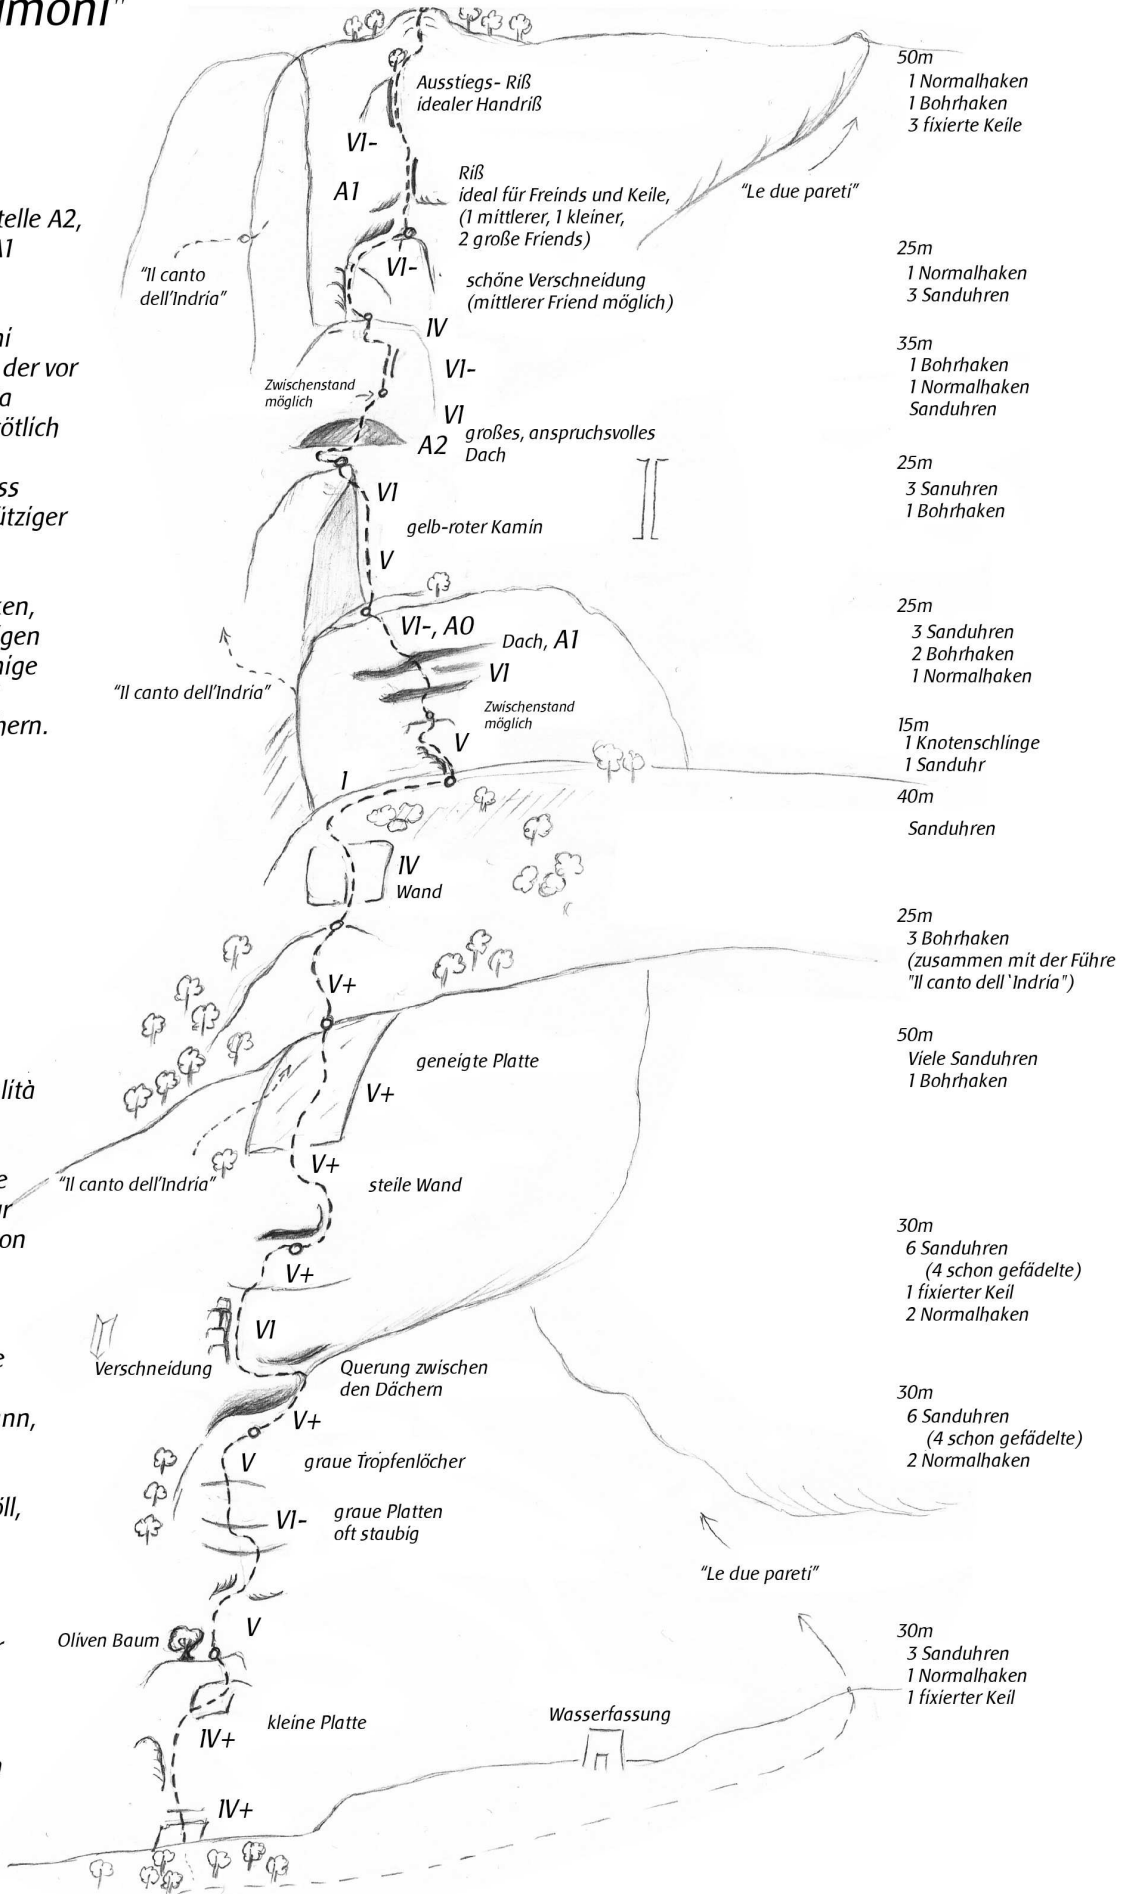 imoni"
telle A2,
A1
ni
der vor
a
rötlich
ss
ütziger
ken,
igen
nige
hern.
lità
e
ur
on
e
nn,
öll,
Ausstiegs- Riß
idealer Handriß
VI-
A1
Riß
ideal für Freinds und Keile,
(1 mittlerer, 1 kleiner,
2 große Friends)
"Le due pareti"
VI-
"Il canto
dell'Indria"
schöne Verschneidung
(mittlerer Friend möglich)
IV
VI-
Zwischenstand
möglich
VI
A2
großes, anspruchsvolles
Dach
VI
gelb-roter Kamin
V
VI-, A0
Dach, A1
VI
"Il canto dell'Indria"
Zwischenstand
möglich
V
I
IV
Wand
V+
geneigte Platte
V+
V+
"Il canto dell'Indria"
steile Wand
V+
VI
Verschneidung
Querung zwischen
den Dächern
V+
V
graue Tropfenlöcher
VI-
graue Platten
oft staubig
"Le due pareti"
V
Oliven Baum
kleine Platte
IV+
Wasserfassung
IV+
50m
1 Normalhaken
1 Bohrhaken
3 fixierte Keile
25m
1 Normalhaken
3 Sanduhren
35m
1 Bohrhaken
1 Normalhaken
Sanduhren
25m
3 Sanuhren
1 Bohrhaken
25m
3 Sanduhren
2 Bohrhaken
1 Normalhaken
15m
1 Knotenschlinge
1 Sanduhr
40m
Sanduhren
25m
3 Bohrhaken
(zusammen mit der Führe
"Il canto dell`Indria")
50m
Viele Sanduhren
1 Bohrhaken
30m
6 Sanduhren
(4 schon gefädelte)
1 fixierter Keil
2 Normalhaken
30m
6 Sanduhren
(4 schon gefädelte)
2 Normalhaken
30m
3 Sanduhren
1 Normalhaken
1 fixierter Keil